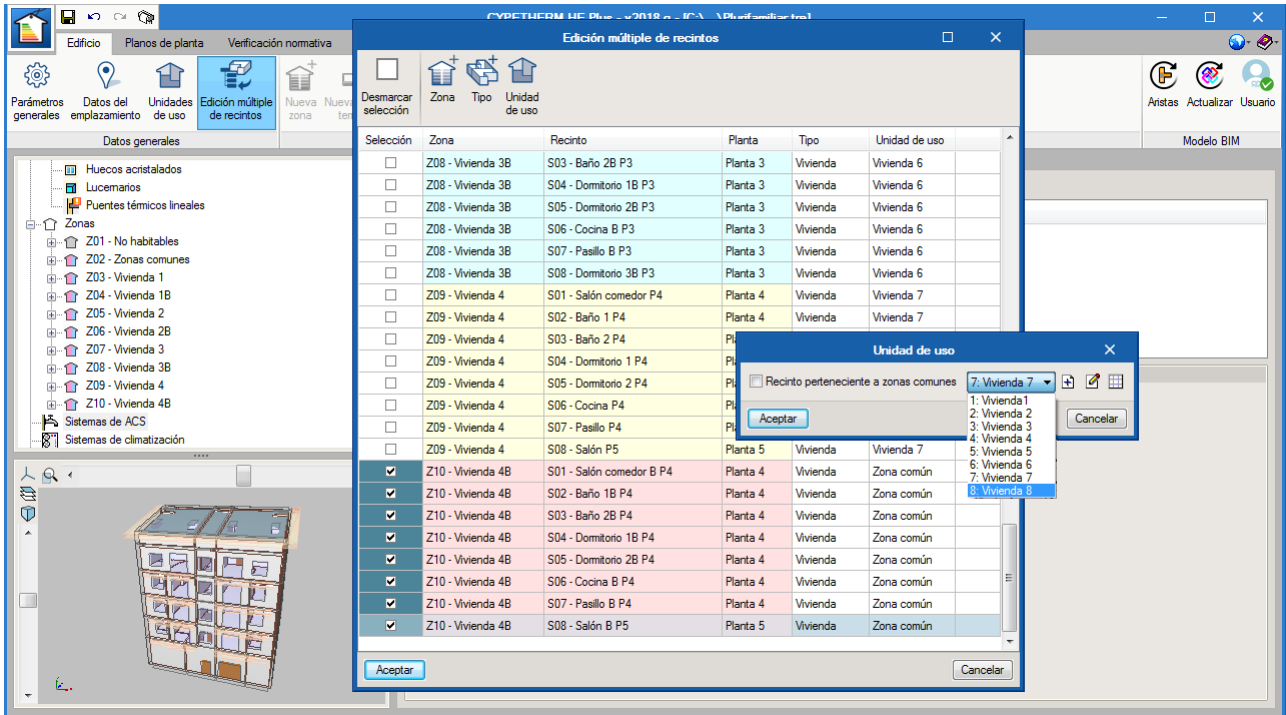 CYPETHERM HE Plus - v2018.g - [C:\...\Plurifamiliar.tre]
Edificio Planos de planta Verificación normativa
Parámetros generales
Datos del emplazamiento
Unidades de uso
Edición múltiple de recintos
Nueva zona
Nueva
Datos generales
Aristas Actualizar Usuario
Modelo BIM
Huecos acristalados
Lucernarios
Puentes térmicos lineales
Zonas
Z01 - No habitables
Z02 - Zonas comunes
Z03 - Vivienda 1
Z04 - Vivienda 1B
Z05 - Vivienda 2
Z06 - Vivienda 2B
Z07 - Vivienda 3
Z08 - Vivienda 3B
Z09 - Vivienda 4
Z10 - Vivienda 4B
Sistemas de ACS
Sistemas de climatización
Edición múltiple de recintos
Desmarcar selección
Zona Tipo Unidad de uso
Selección Zona Recinto Planta Tipo Unidad de uso
Z08 - Vivienda 3B S03 - Baño 2B P3 Planta 3 Vivienda Vivienda 6
Z08 - Vivienda 3B S04 - Dormitorio 1B P3 Planta 3 Vivienda Vivienda 6
Z08 - Vivienda 3B S05 - Dormitorio 2B P3 Planta 3 Vivienda Vivienda 6
Z08 - Vivienda 3B S06 - Cocina B P3 Planta 3 Vivienda Vivienda 6
Z08 - Vivienda 3B S07 - Pasillo B P3 Planta 3 Vivienda Vivienda 6
Z08 - Vivienda 3B S08 - Dormitorio 3B P3 Planta 3 Vivienda Vivienda 6
Z09 - Vivienda 4 S01 - Salón comedor P4 Planta 4 Vivienda Vivienda 7
Z09 - Vivienda 4 S02 - Baño 1 P4 Planta 4 Vivienda Vivienda 7
Z09 - Vivienda 4 S03 - Baño 2 P4
Z09 - Vivienda 4 S04 - Dormitorio 1 P4
Z09 - Vivienda 4 S05 - Dormitorio 2 P4
Z09 - Vivienda 4 S06 - Cocina P4
Z09 - Vivienda 4 S07 - Pasillo P4
Z09 - Vivienda 4 S08 - Salón P5 Planta 5 Vivienda Vivienda 7
Z10 - Vivienda 4B S01 - Salón comedor B P4 Planta 4 Vivienda Zona común
Z10 - Vivienda 4B S02 - Baño 1B P4 Planta 4 Vivienda Zona común
Z10 - Vivienda 4B S03 - Baño 2B P4 Planta 4 Vivienda Zona común
Z10 - Vivienda 4B S04 - Dormitorio 1B P4 Planta 4 Vivienda Zona común
Z10 - Vivienda 4B S05 - Dormitorio 2B P4 Planta 4 Vivienda Zona común
Z10 - Vivienda 4B S06 - Cocina B P4 Planta 4 Vivienda Zona común
Z10 - Vivienda 4B S07 - Pasillo B P4 Planta 4 Vivienda Zona común
Z10 - Vivienda 4B S08 - Salón B P5 Planta 5 Vivienda Zona común
Aceptar Cancelar
Unidad de uso
Recinto perteneciente a zonas comunes 7: Vivienda 7
1: Vivienda1
2: Vivienda 2
3: Vivienda 3
4: Vivienda 4
5: Vivienda 5
6: Vivienda 6
7: Vivienda 7
8: Vivienda 8
Aceptar Cancelar